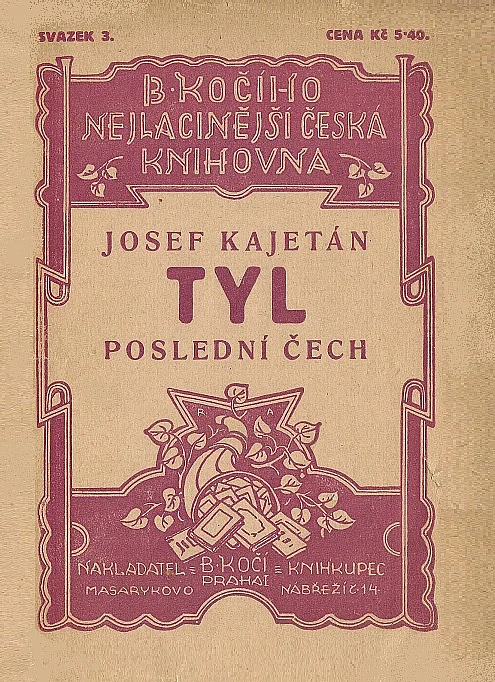 SVAZEK 3. CENA KČ 5·40.
B·KOČÍHO
NEJLACINĚJŠÍ ČESKÁ
KNIHOVNA
JOSEF KAJETÁN
TYL
POSLEDNÍ ČECH
R A
NAKLADATEL = B·KOČÍ = KNIHKUPEC
PRAHA I
MASARYKOVO NÁBŘEŽÍ Č·14·